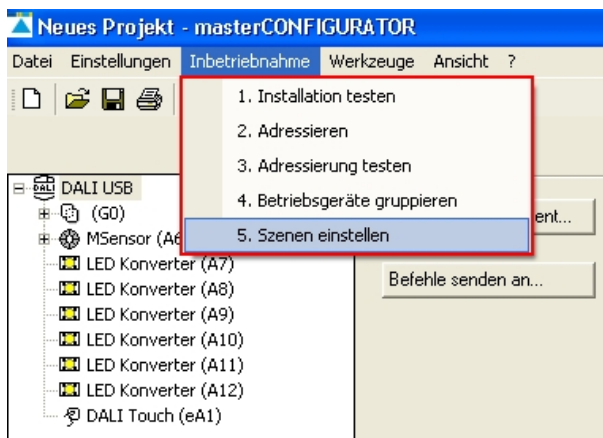 Neues Projekt - masterCONFIGURATOR
Datei Einstellungen Inbetriebnahme Werkzeuge Ansicht ?
1. Installation testen
2. Adressieren
3. Adressierung testen
4. Betriebsgeräte gruppieren
5. Szenen einstellen
DALI USB
(G0)
MSensor (A6
LED Konverter (A7)
LED Konverter (A8)
LED Konverter (A9)
LED Konverter (A10)
LED Konverter (A11)
LED Konverter (A12)
DALI Touch (eA1)
ent...
Befehle senden an...